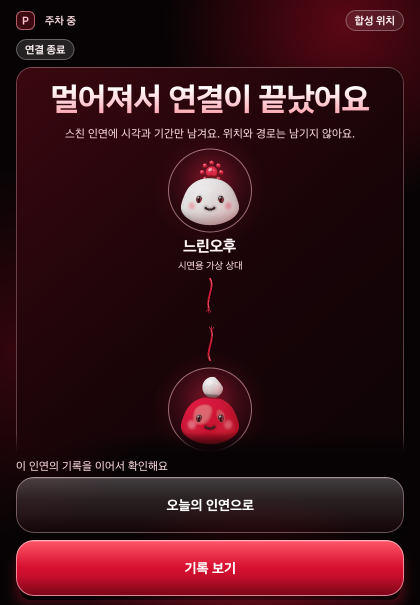 P 주차 중
합성 위치
연결 종료
멀어져서 연결이 끝났어요
스친 인연에 시각과 기간만 남겨요. 위치와 경로는 남기지 않아요.
느린오후
시연용 가상 상대
이 인연의 기록을 이어서 확인해요
오늘의 인연으로
기록 보기